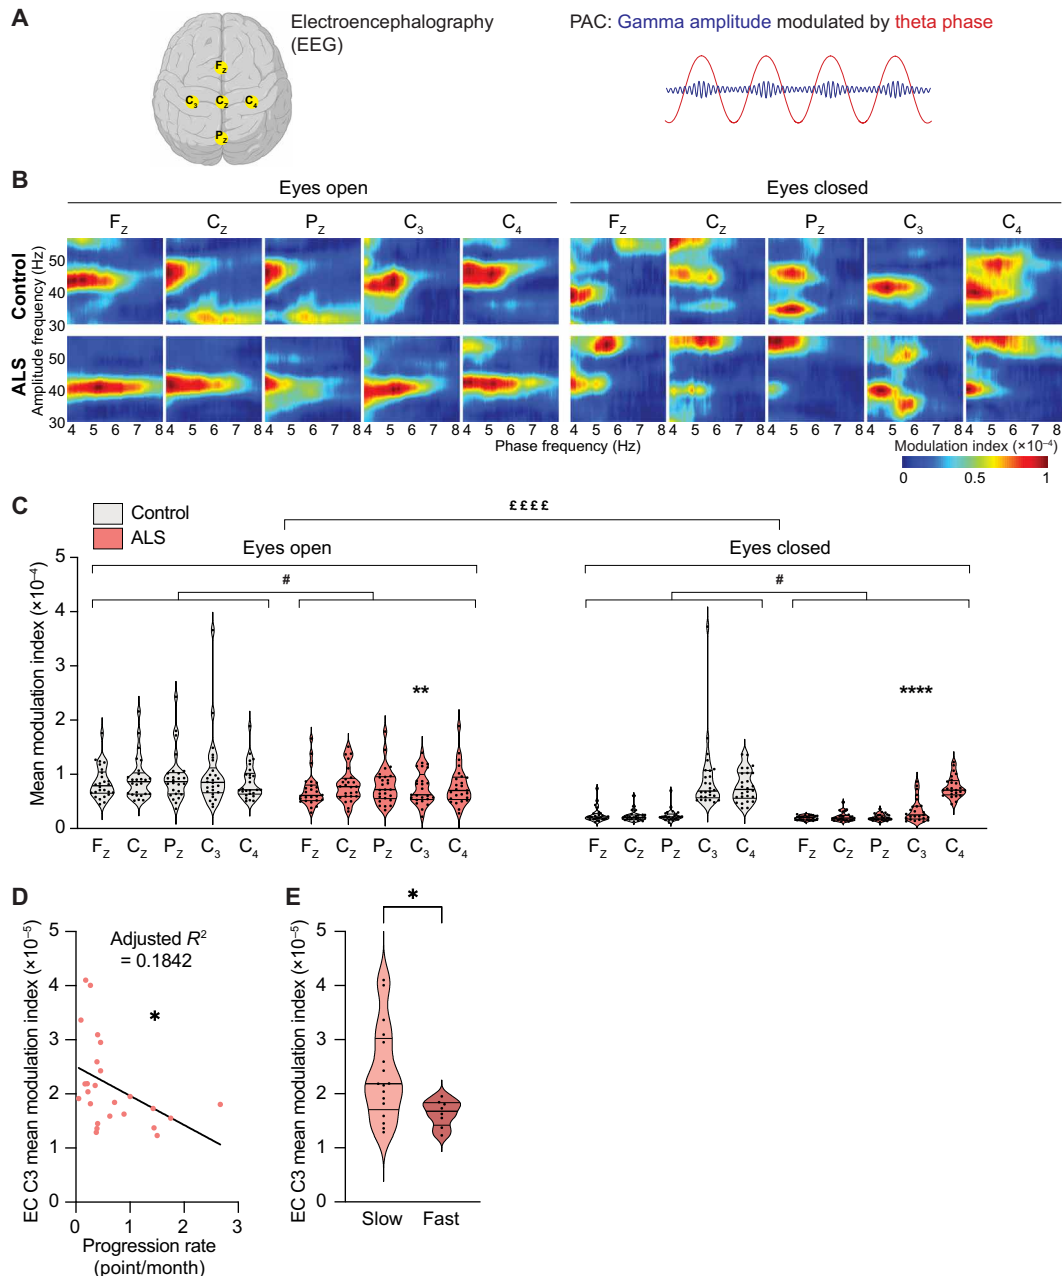 A
Electroencephalography
(EEG)
PAC: Gamma amplitude modulated by theta phase
FZ
C3 CZ C4
PZ
B
Eyes open
Eyes closed
FZ CZ PZ C3 C4 FZ CZ PZ C3 C4
Control
ALS
Amplitude frequency (Hz)
50
40
30
50
40
30
4 5 6 7 8 4 5 6 7 8 4 5 6 7 8 4 5 6 7 8 4 5 6 7 8 4 5 6 7 8 4 5 6 7 8 4 5 6 7 8 4 5 6 7 8 4 5 6 7 8
Phase frequency (Hz)
Modulation index (×10⁻⁴)
0 0.5 1
C
Control
ALS
££££
Eyes open
Eyes closed
#
#
**
****
Mean modulation index (×10⁻⁴)
5
4
3
2
1
0
FZ CZ PZ C3 C4 FZ CZ PZ C3 C4 FZ CZ PZ C3 C4 FZ CZ PZ C3 C4
D
EC C3 mean modulation index (×10⁻⁵)
Adjusted R²
= 0.1842
*
5
4
3
2
1
0
0 1 2 3
Progression rate
(point/month)
E
EC C3 mean modulation index (×10⁻⁵)
*
5
4
3
2
1
0
Slow Fast